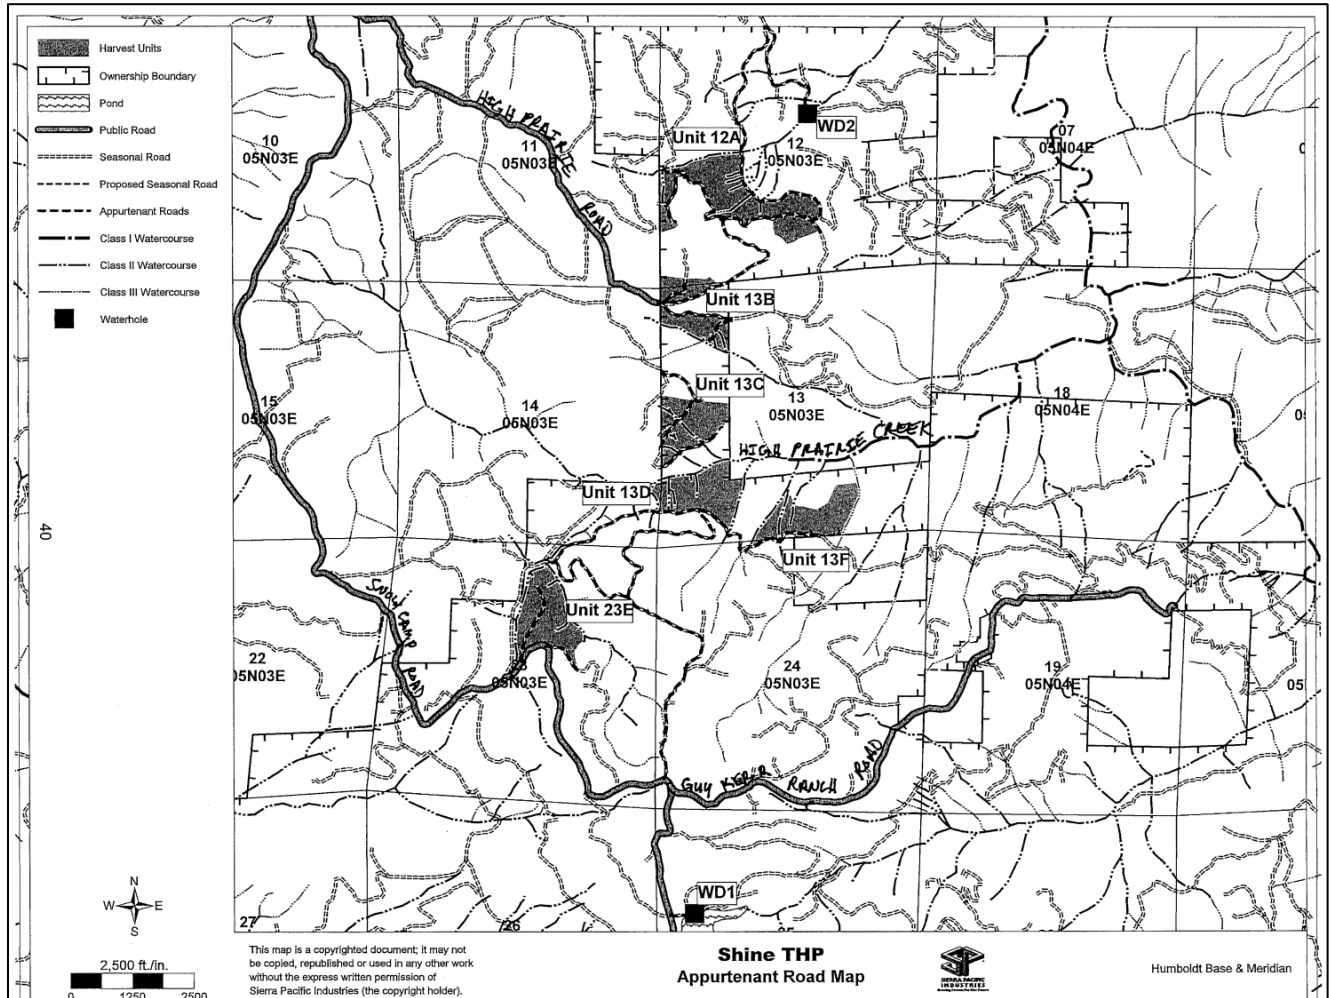 Harvest Units
Ownership Boundary
Pond
Public Road
Seasonal Road
Proposed Seasonal Road
Appurtenant Roads
Class I Watercourse
Class II Watercourse
Class III Watercourse
Waterhole
HIGH PRAIRIE ROAD
10
05N03E
11
05N03E
Unit 12A
WD2
12
05N03E
07
05N04E
Unit 13B
Unit 13C
15
05N03E
14
05N03E
13
05N03E
18
05N04E
HIGH PRAIRIE CREEK
Unit 13D
Unit 13F
40
SNOW CAMP ROAD
Unit 23E
22
05N03E
24
05N03E
19
05N04E
05
GUY KERR RANCH ROAD
WD1
27
26
N
W E
S
2,500 ft./in.
0 1250 2500
This map is a copyrighted document; it may not
be copied, republished or used in any other work
without the express written permission of
Sierra Pacific Industries (the copyright holder).
Shine THP
Appurtenant Road Map
SIERRA PACIFIC
INDUSTRIES
Humboldt Base & Meridian